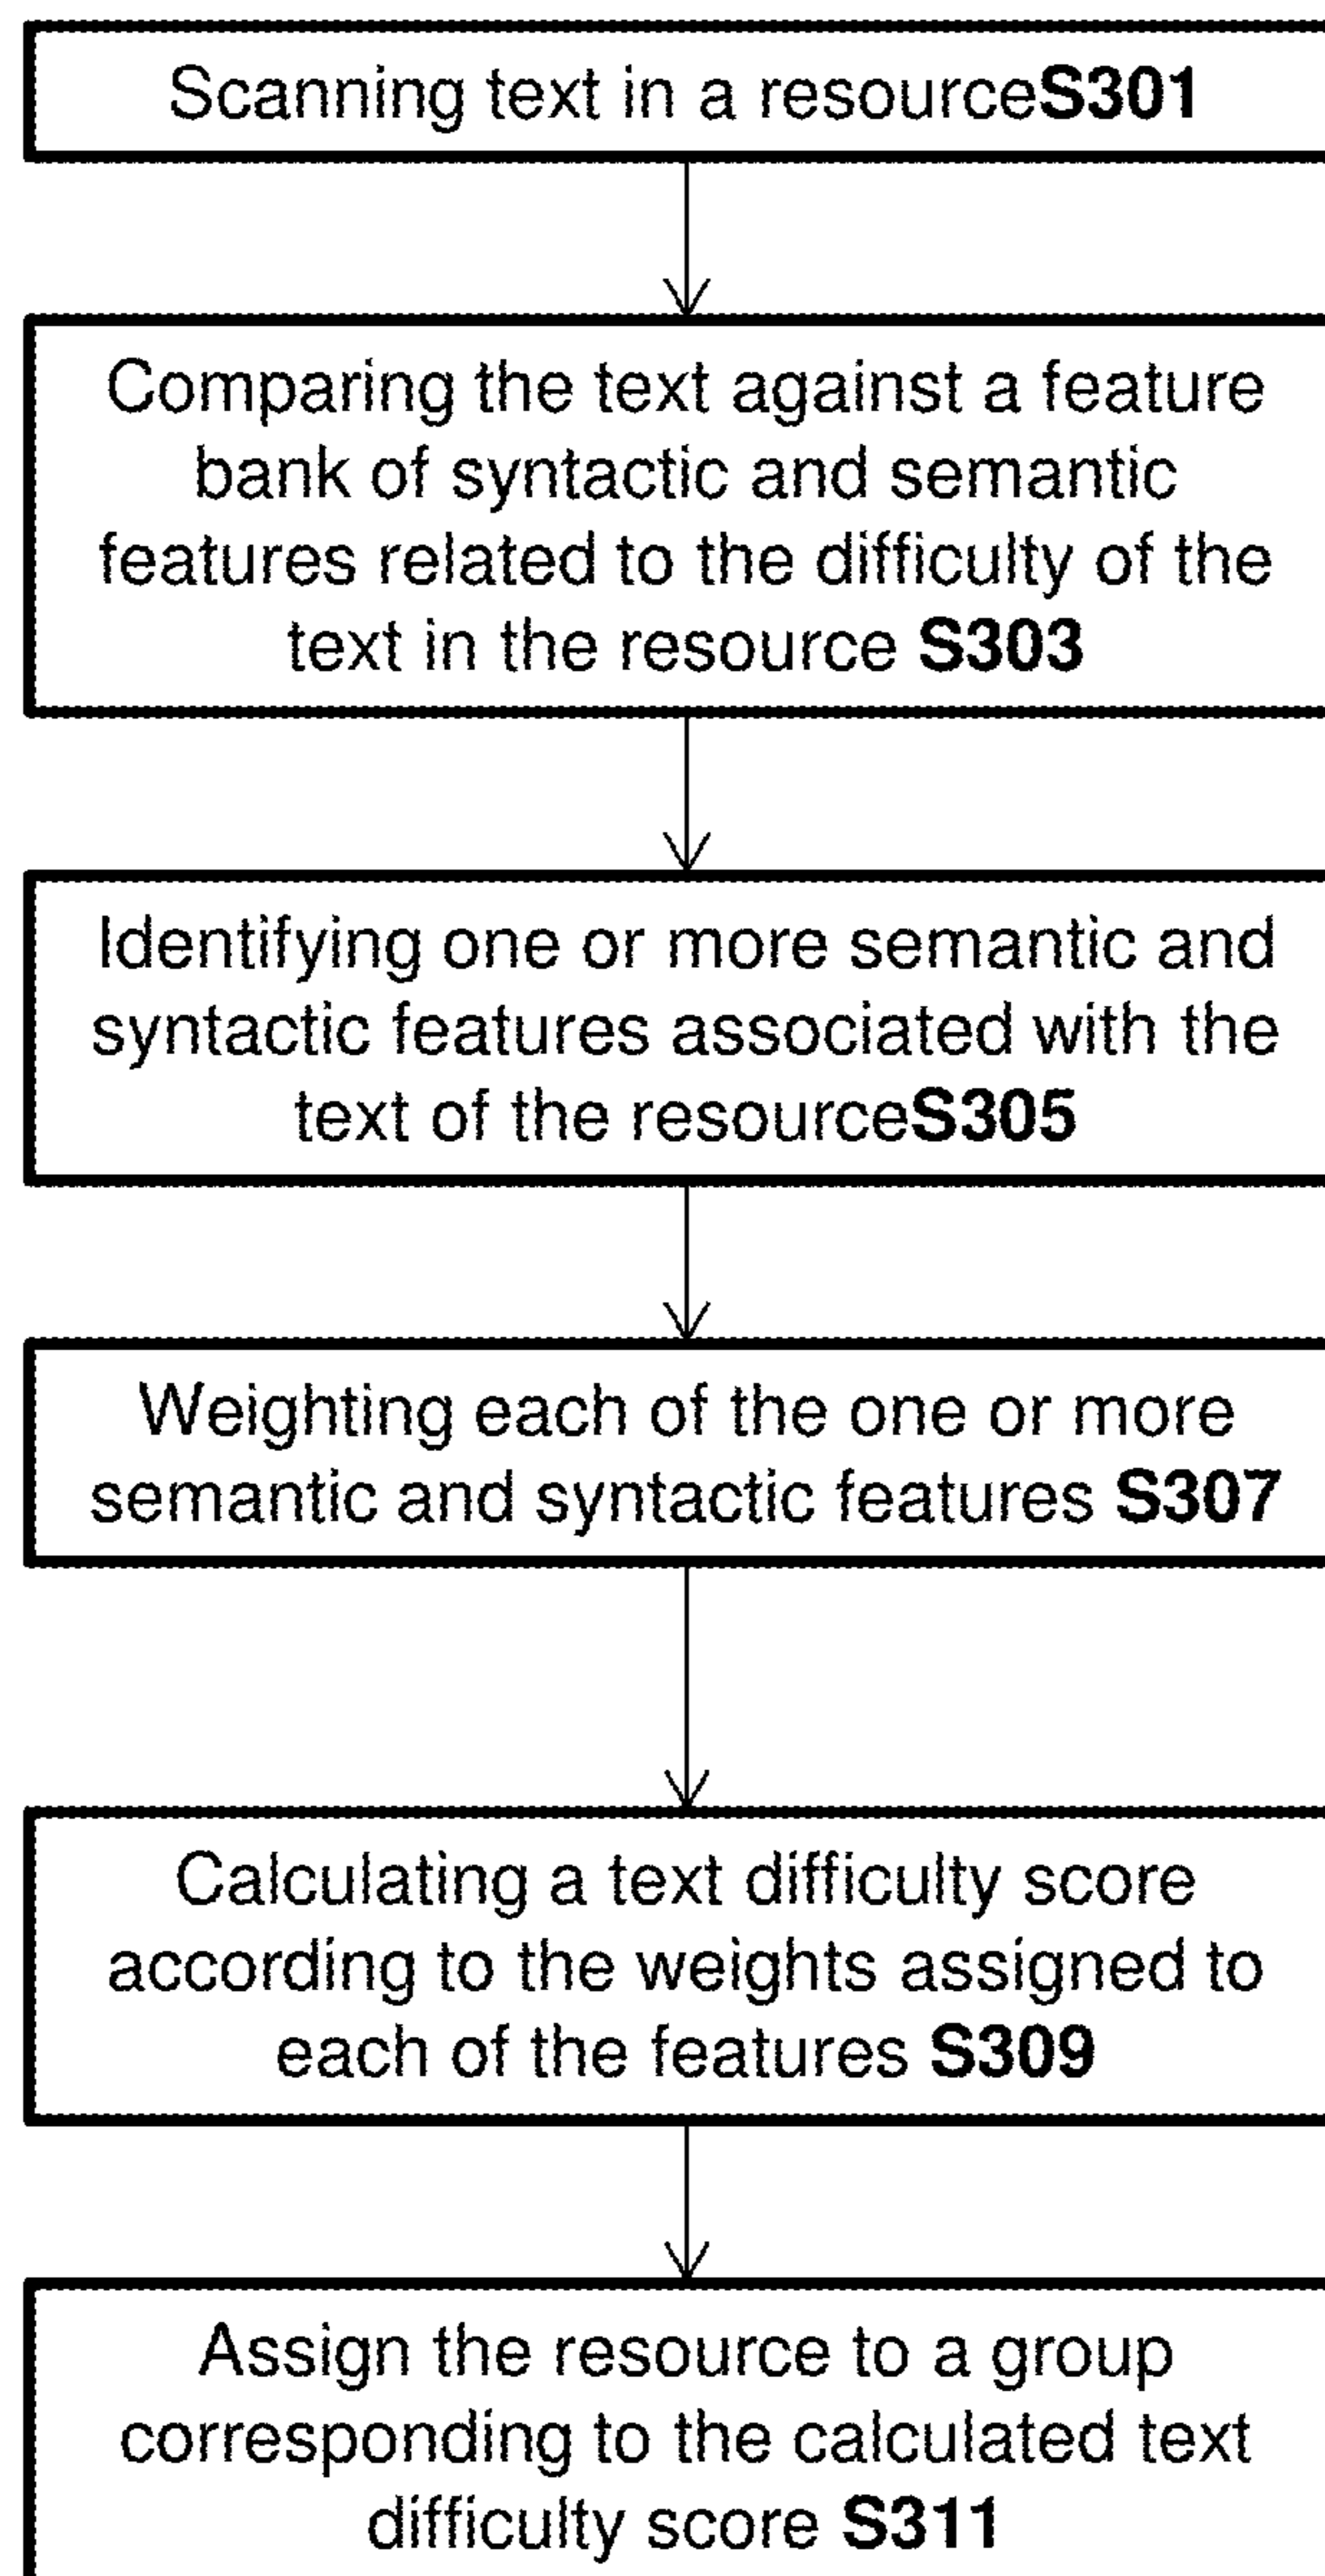 Scanning text in a resourceS301
Comparing the text against a feature
bank of syntactic and semantic
features related to the difficulty of the
text in the resource S303
Identifying one or more semantic and
syntactic features associated with the
text of the resourceS305
Weighting each of the one or more
semantic and syntactic features S307
Calculating a text difficulty score
according to the weights assigned to
each of the features S309
Assign the resource to a group
corresponding to the calculated text
difficulty score S311